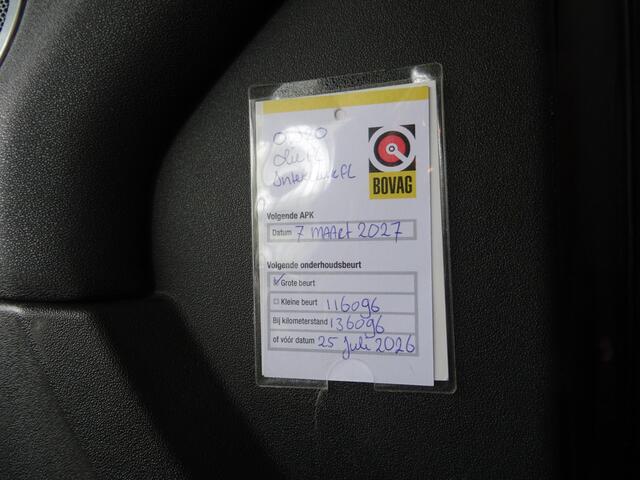 BOVAG
Volgende APK
Datum 7 MAArt 2027
Volgende onderhoudsbeurt
Grote beurt
Kleine beurt 116096
Bij kilometerstand 136096
of vóór datum 25 Juli 2026